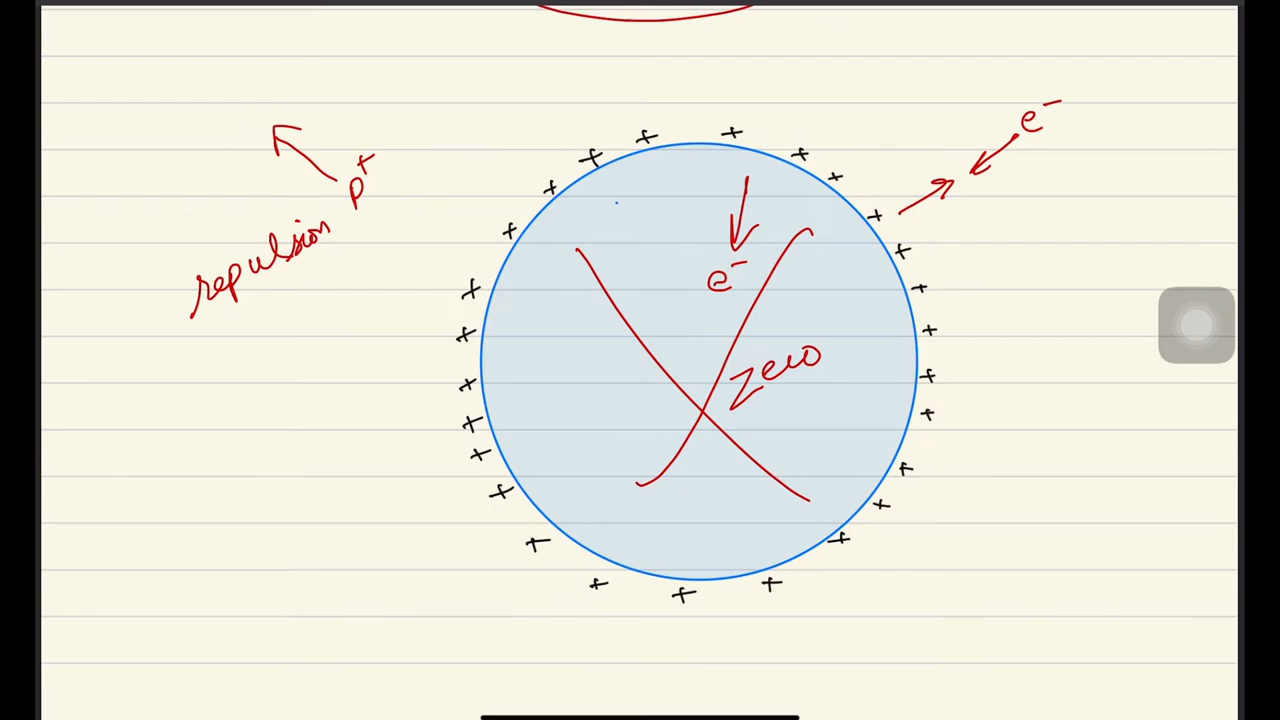 e⁻
p⁺
repulsion
+ + + + + + + + + + + + + + + + + + + + + + + + + + + + +
e⁻
zero